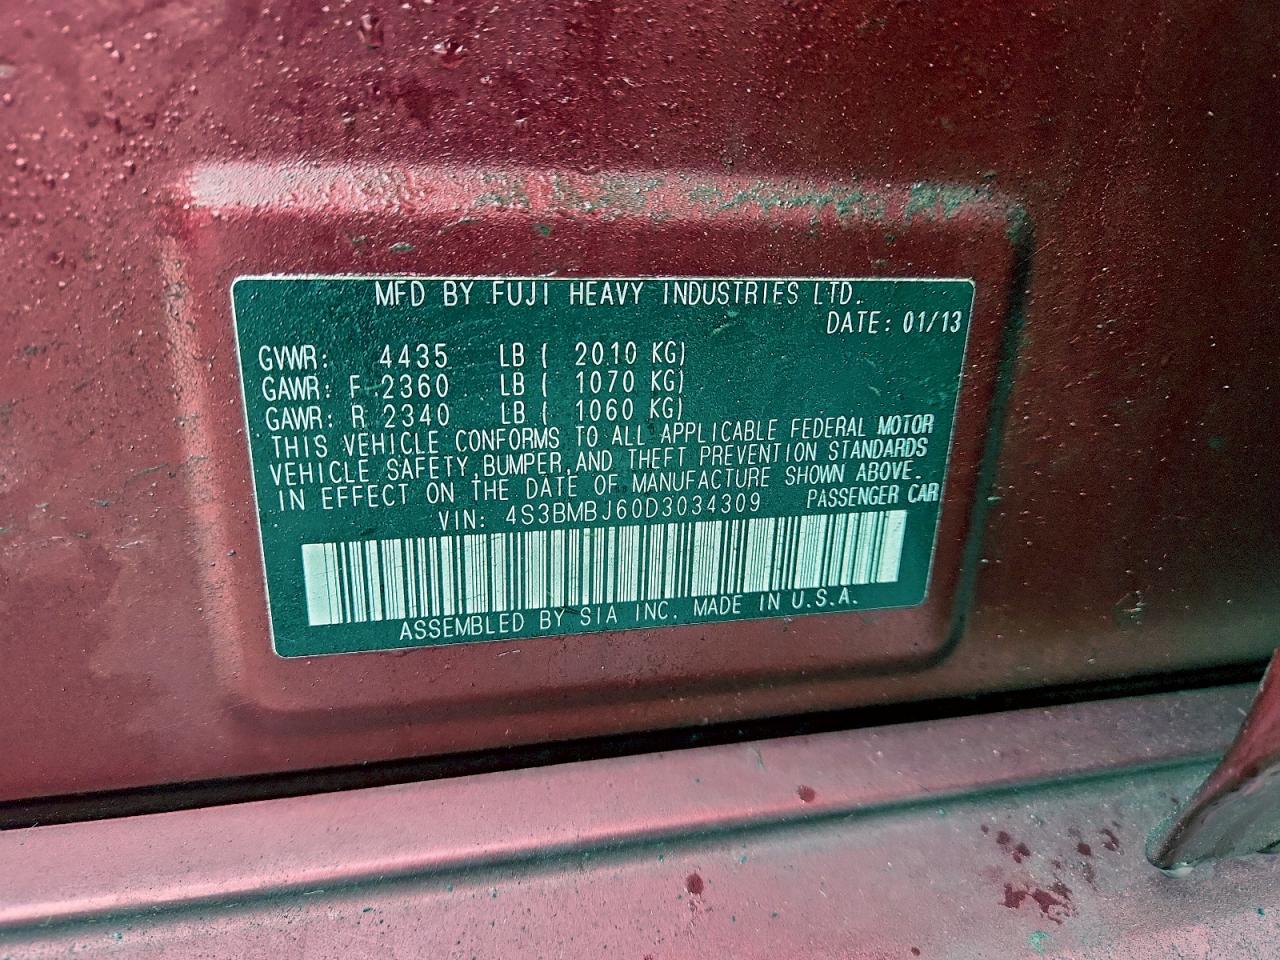 MFD BY FUJI HEAVY INDUSTRIES LTD.
DATE: 01/13
GVWR: 4435 LB ( 2010 KG)
GAWR: F 2360 LB ( 1070 KG)
GAWR: R 2340 LB ( 1060 KG)
THIS VEHICLE CONFORMS TO ALL APPLICABLE FEDERAL MOTOR
VEHICLE SAFETY,BUMPER,AND THEFT PREVENTION STANDARDS
IN EFFECT ON THE DATE OF MANUFACTURE SHOWN ABOVE.
VIN: 4S3BMBJ60D3034309 PASSENGER CAR
ASSEMBLED BY SIA INC. MADE IN U.S.A.